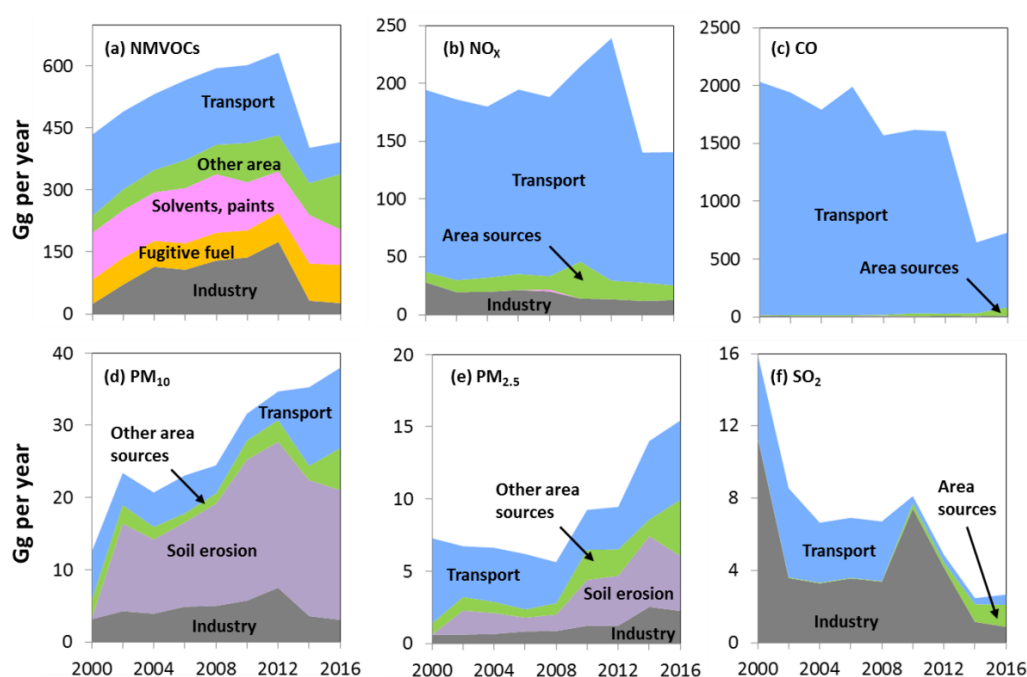 (a) NMVOCs
600
450
300
150
0
Gg per year
Transport
Other area
Solvents, paints
Fugitive fuel
Industry
(b) NOX
250
200
150
100
50
0
Transport
Area sources
Industry
(c) CO
2500
2000
1500
1000
500
0
Transport
Area sources
(d) PM10
40
30
20
10
0
Gg per year
Transport
Other area
sources
Soil erosion
Industry
2000 2004 2008 2012 2016
(e) PM2.5
20
15
10
5
0
Other area
sources
Transport
Soil erosion
Industry
2000 2004 2008 2012 2016
(f) SO2
16
12
8
4
0
Area
sources
Transport
Industry
2000 2004 2008 2012 2016